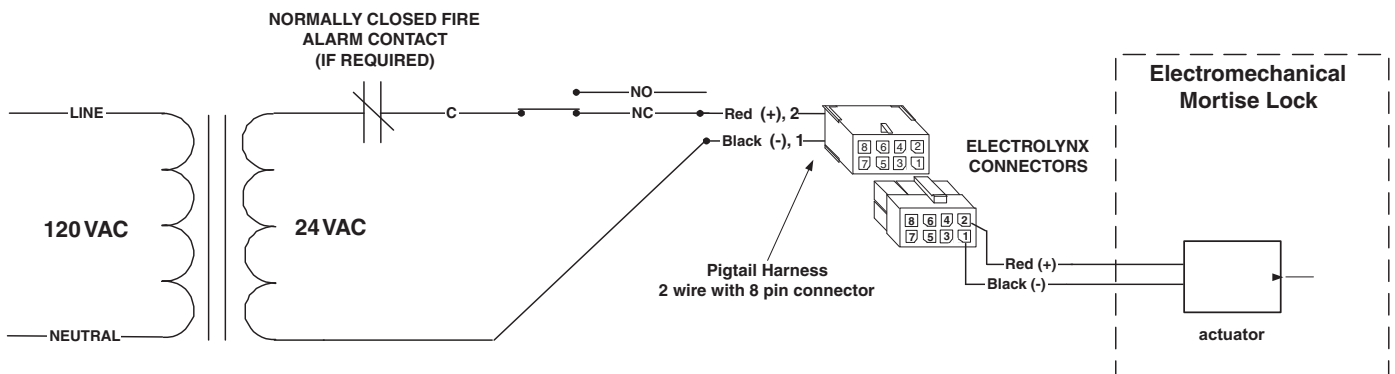 NORMALLY CLOSED FIRE
ALARM CONTACT
(IF REQUIRED)
LINE
C
NO
NC
Red (+), 2
Black (-), 1
8 6 4 2
7 5 3 1
ELECTROLYNX
CONNECTORS
8 6 4 2
7 5 3 1
Electromechanical
Mortise Lock
120 VAC
24 VAC
Pigtail Harness
2 wire with 8 pin connector
Red (+)
Black (-)
NEUTRAL
actuator